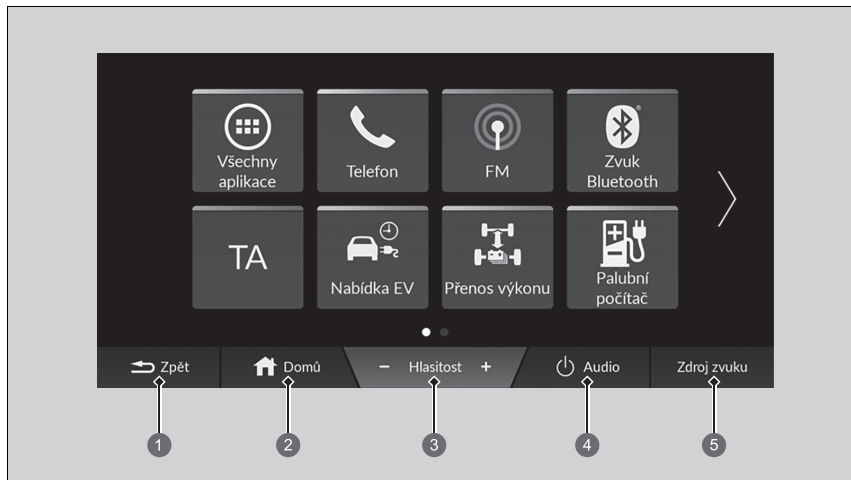 Všechny
aplikace
Telefon
FM
Zvuk
Bluetooth
TA
Nabídka EV
Přenos výkonu
Palubní
počítač
Zpět
Domů
− Hlasitost +
Audio
Zdroj zvuku
1 2 3 4 5